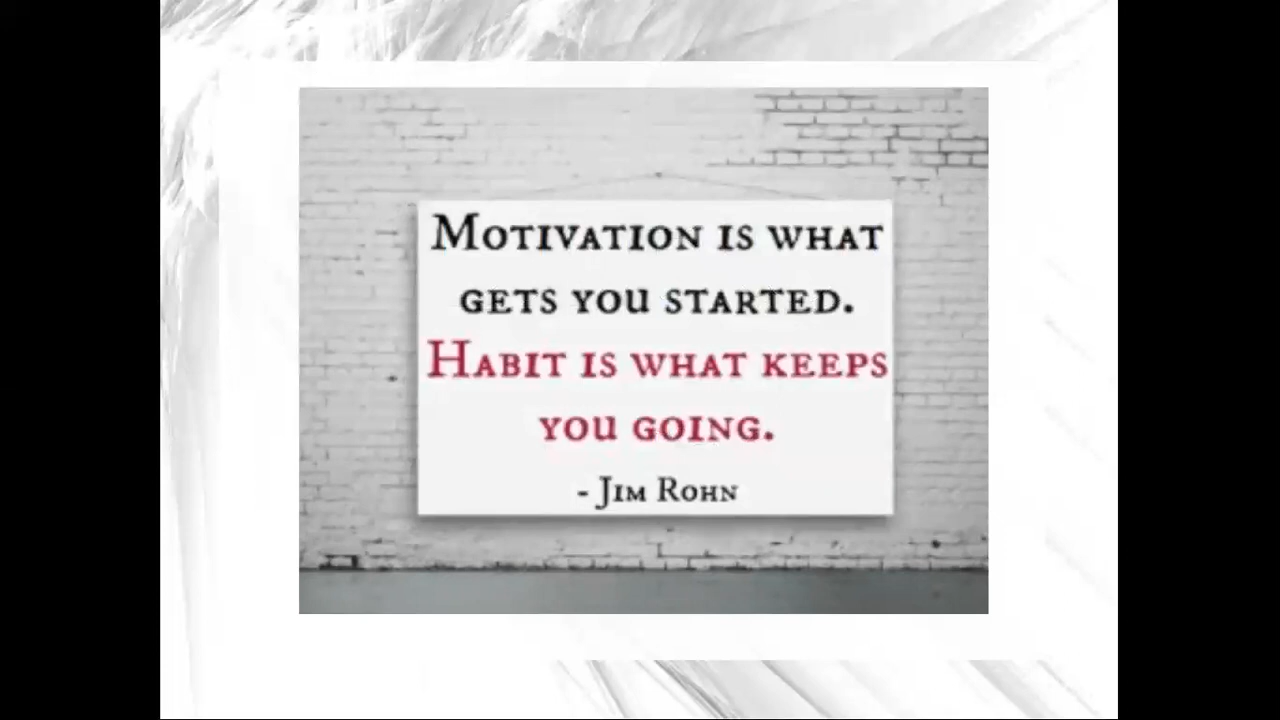 Motivation is what
gets you started.
Habit is what keeps
you going.
- Jim Rohn